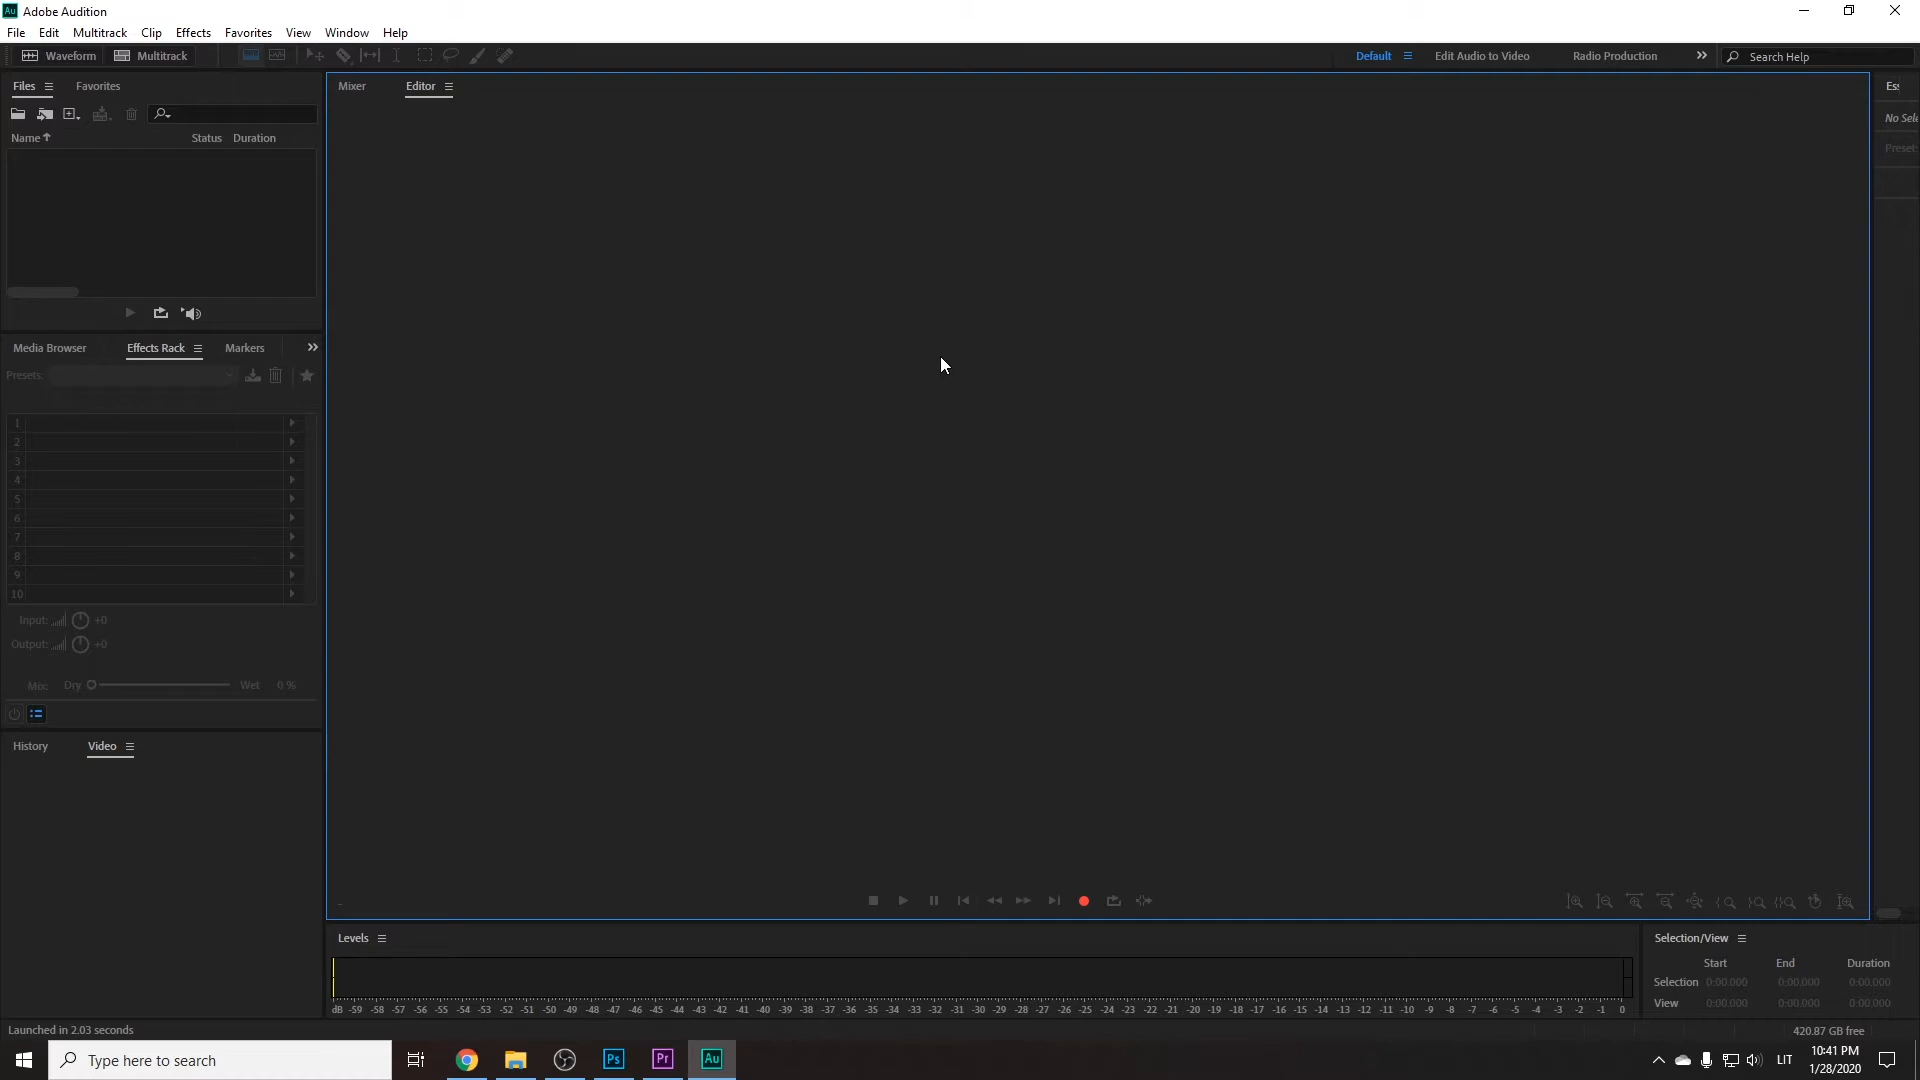 Au Adobe Audition
File Edit Multitrack Clip Effects Favorites View Window Help
Waveform Multitrack Default Edit Audio to Video Radio Production Search Help
Files Favorites
Name Status Duration
Media Browser Effects Rack Markers
Presets:
1
2
3
4
5
6
7
8
9
10
Input: +0
Output: +0
Mix: Dry Wet 0 %
History Video
Mixer Editor
Ess
No Sele
Preset:
Levels
dB -59 -58 -57 -56 -55 -54 -53 -52 -51 -50 -49 -48 -47 -46 -45 -44 -43 -42 -41 -40 -39 -38 -37 -36 -35 -34 -33 -32 -31 -30 -29 -28 -27 -26 -25 -24 -23 -22 -21 -20 -19 -18 -17 -16 -15 -14 -13 -12 -11 -10 -9 -8 -7 -6 -5 -4 -3 -2 -1 0
Selection/View
Start End Duration
Selection 0:00.000 0:00.000 0:00.000
View 0:00.000 0:00.000 0:00.000
Launched in 2.03 seconds
420.87 GB free
Type here to search
Ps Pr Au
LIT
10:41 PM
1/28/2020